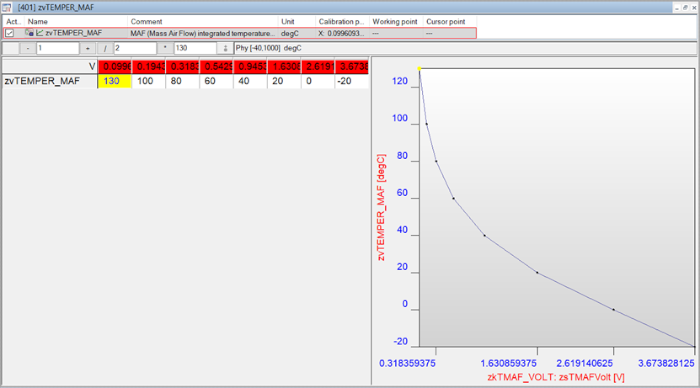 [401] zvTEMPER_MAF
Act... Name Comment Unit Calibration p... Working point Cursor point
zvTEMPER_MAF MAF (Mass Air Flow) integrated temperature... degC X: 0.0996093... --- ---
- 1 + / 2 * 130 Phy [-40,1000] degC
V 0.0996 0.1943 0.3183 0.5429 0.9453 1.6308 2.6191 3.6738
zvTEMPER_MAF 130 100 80 60 40 20 0 -20
zvTEMPER_MAF [degC]
120
100
80
60
40
20
0
-20
0.318359375 1.630859375 2.619140625 3.673828125
zkTMAF_VOLT: zsTMAFVolt [V]